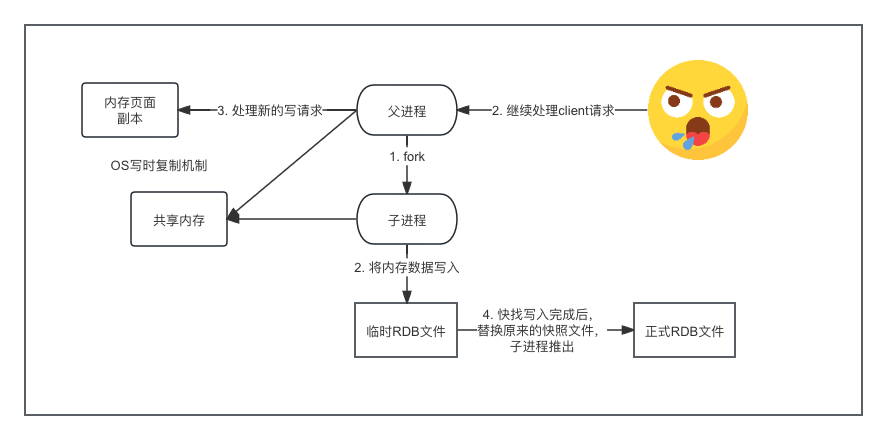 内存页面
副本
3. 处理新的写请求
父进程
2. 继续处理client请求
1. fork
OS写时复制机制
共享内存
子进程
2. 将内存数据写入
临时RDB文件
4. 快找写入完成后，
替换原来的快照文件，
子进程推出
正式RDB文件